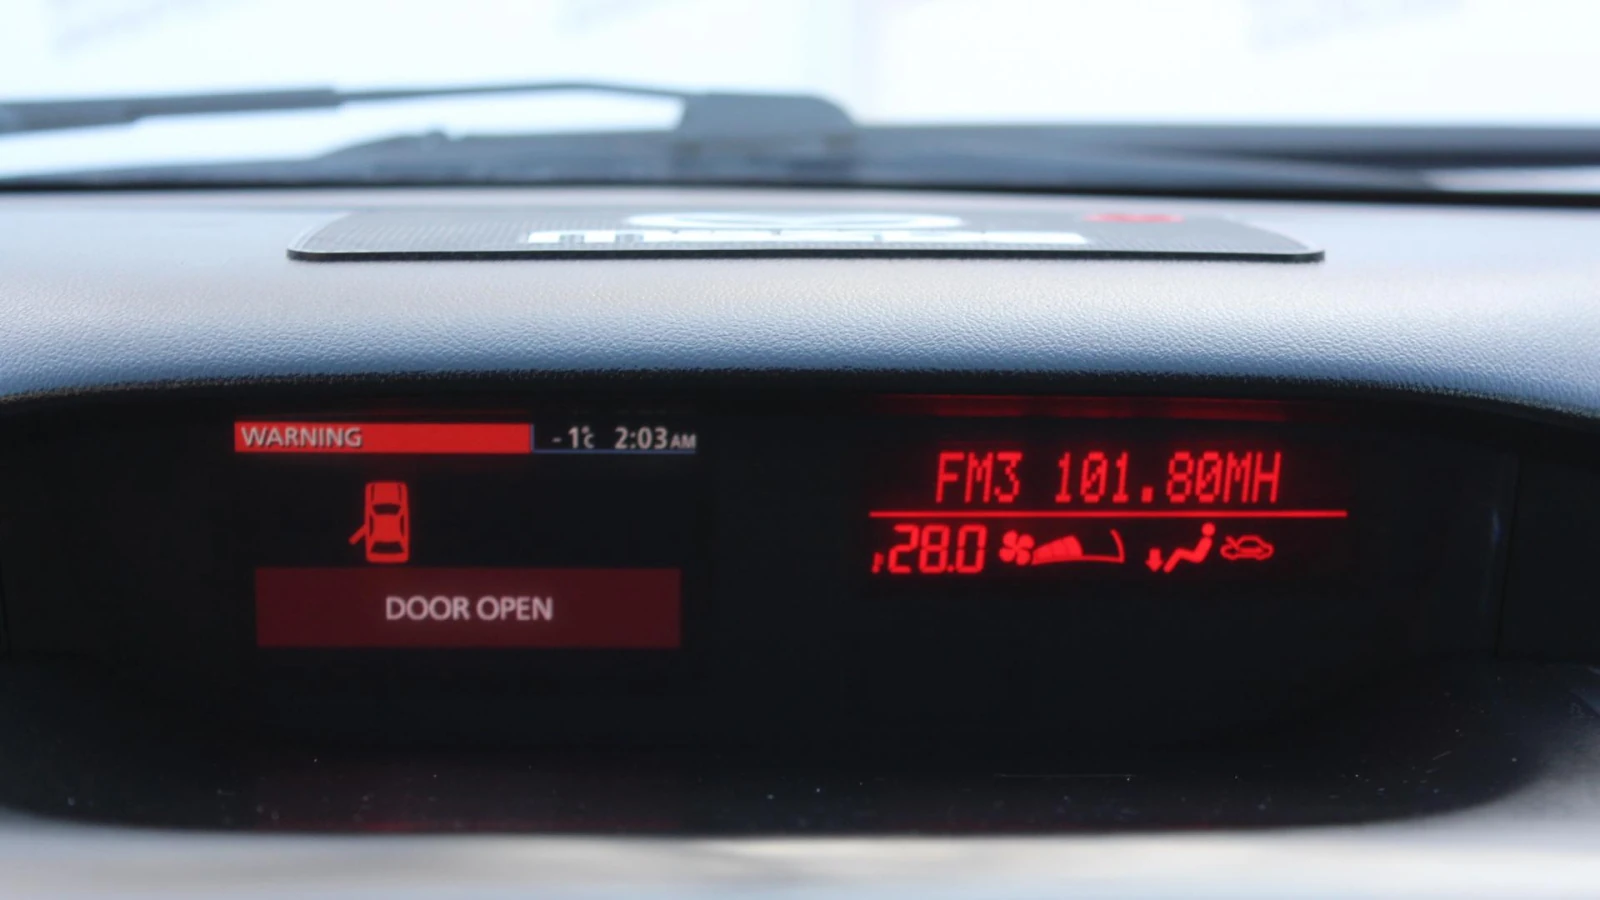 WARNING
-1°c 2:03AM
DOOR OPEN
FM3 101.80MH
28.0